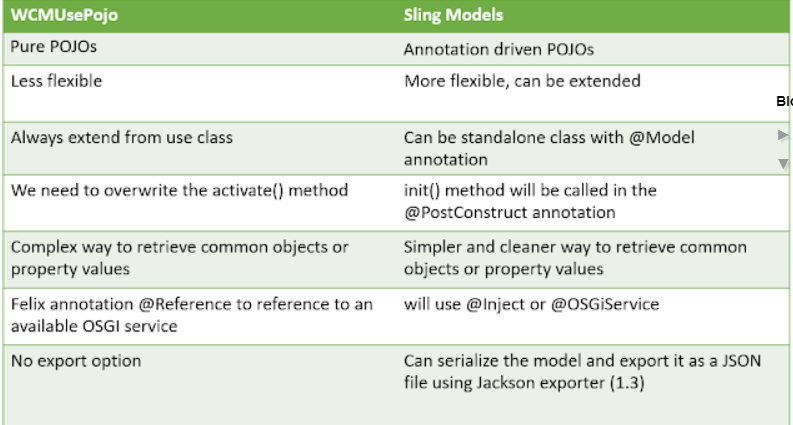 WCMUsePojo
Sling Models
Pure POJOs
Annotation driven POJOs
Less flexible
More flexible, can be extended
Always extend from use class
Can be standalone class with @Model
annotation
We need to overwrite the activate() method
init() method will be called in the
@PostConstruct annotation
Complex way to retrieve common objects or
property values
Simpler and cleaner way to retrieve common
objects or property values
Felix annotation @Reference to reference to an
available OSGI service
will use @Inject or @OSGiService
No export option
Can serialize the model and export it as a JSON
file using Jackson exporter (1.3)